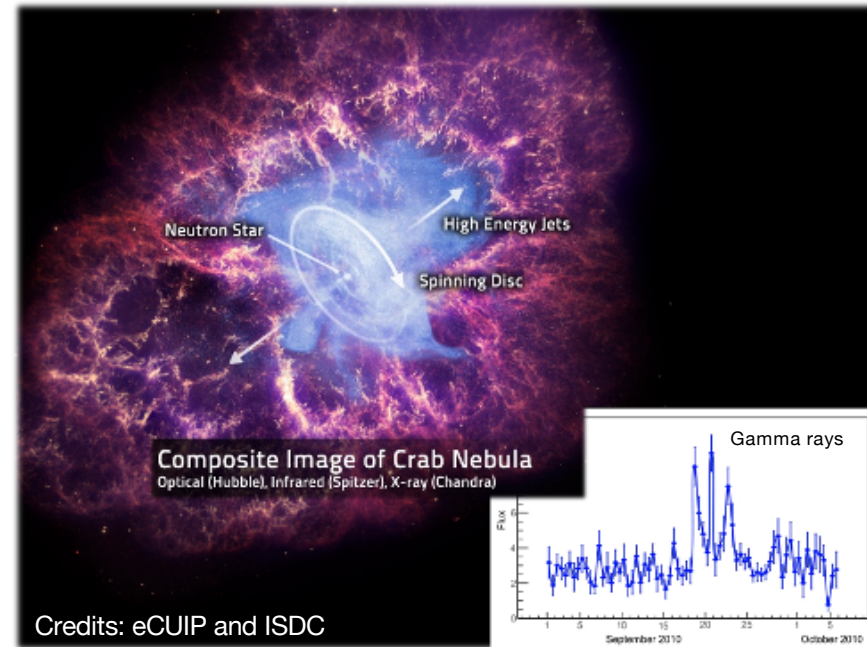 Neutron Star
High Energy Jets
Spinning Disc
Composite Image of Crab Nebula
Optical (Hubble), Infrared (Spitzer), X-ray (Chandra)
Gamma rays
Flux
6
4
2
0
1 5 10 15 20 25 1 5
September 2010 October 2010
Credits: eCUIP and ISDC